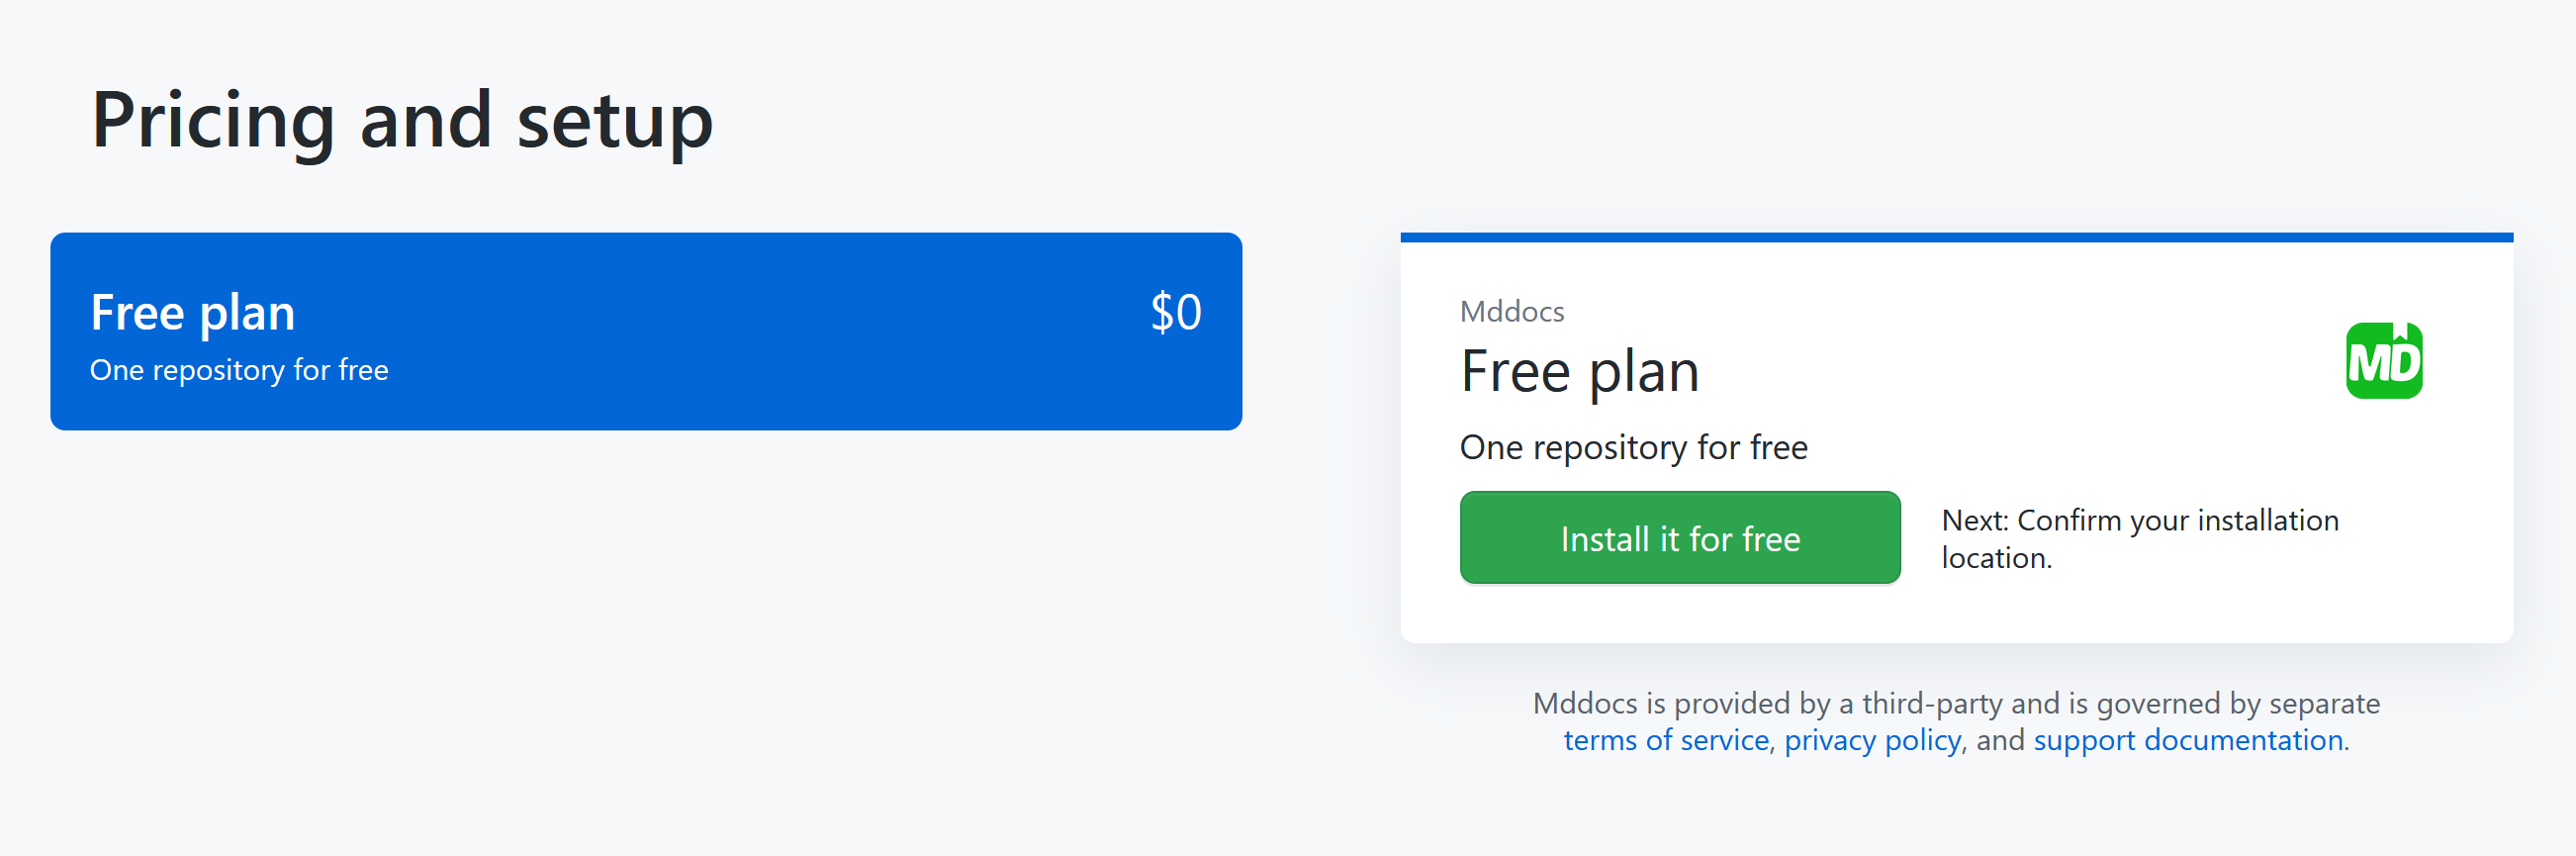 Pricing and setup
Free plan
$0
One repository for free
Mddocs
Free plan
MD
One repository for free
Install it for free
Next: Confirm your installation
location.
Mddocs is provided by a third-party and is governed by separate
terms of service, privacy policy, and support documentation.